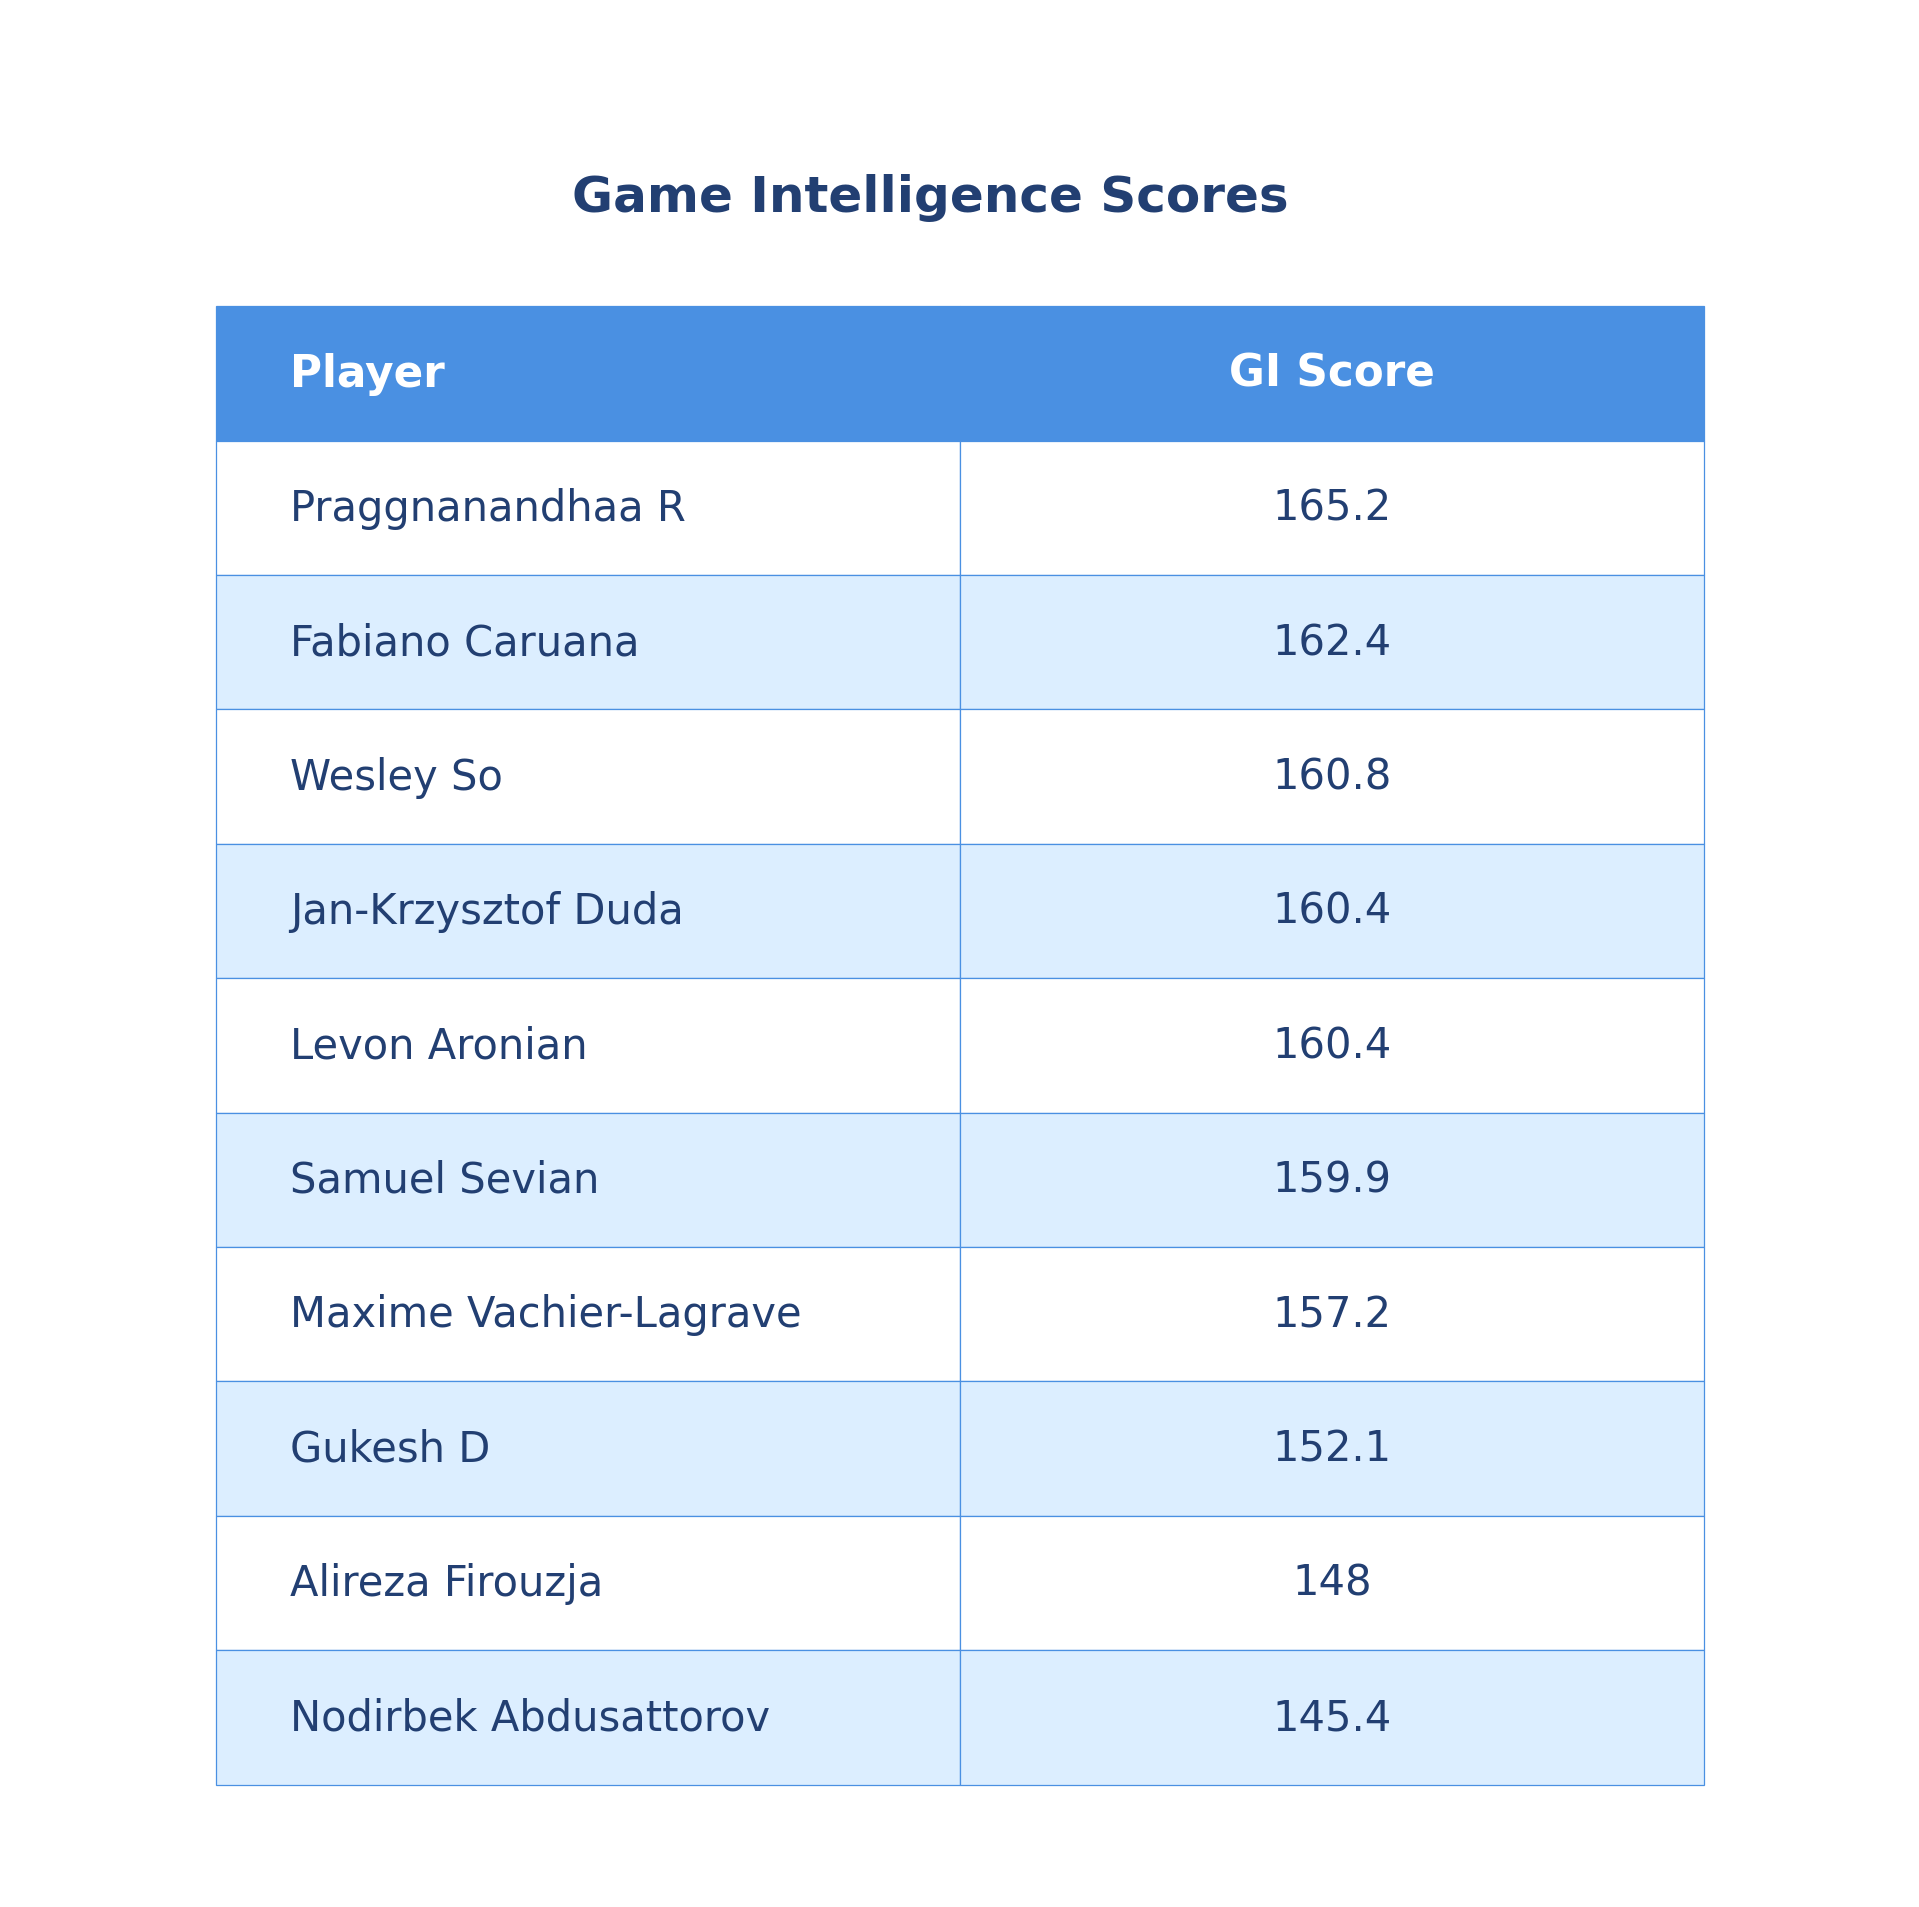 Game Intelligence Scores
Player GI Score
Praggnanandhaa R 165.2
Fabiano Caruana 162.4
Wesley So 160.8
Jan-Krzysztof Duda 160.4
Levon Aronian 160.4
Samuel Sevian 159.9
Maxime Vachier-Lagrave 157.2
Gukesh D 152.1
Alireza Firouzja 148
Nodirbek Abdusattorov 145.4